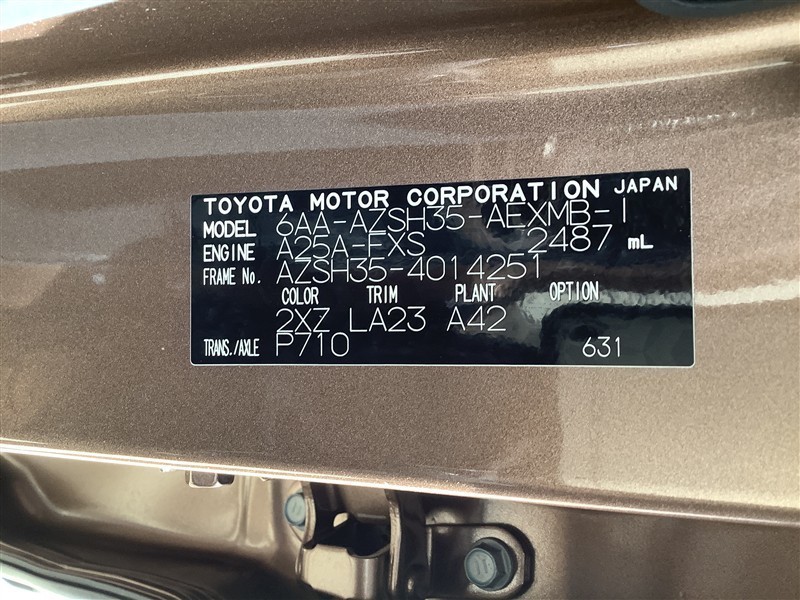 TOYOTA MOTOR CORPORATION JAPAN
MODEL 6AA-AZSH35-AEXMB-I
ENGINE A25A-FXS 2487 mL
FRAME No. AZSH35-4014251
COLOR TRIM PLANT OPTION
2XZ LA23 A42
TRANS./AXLE P710 631